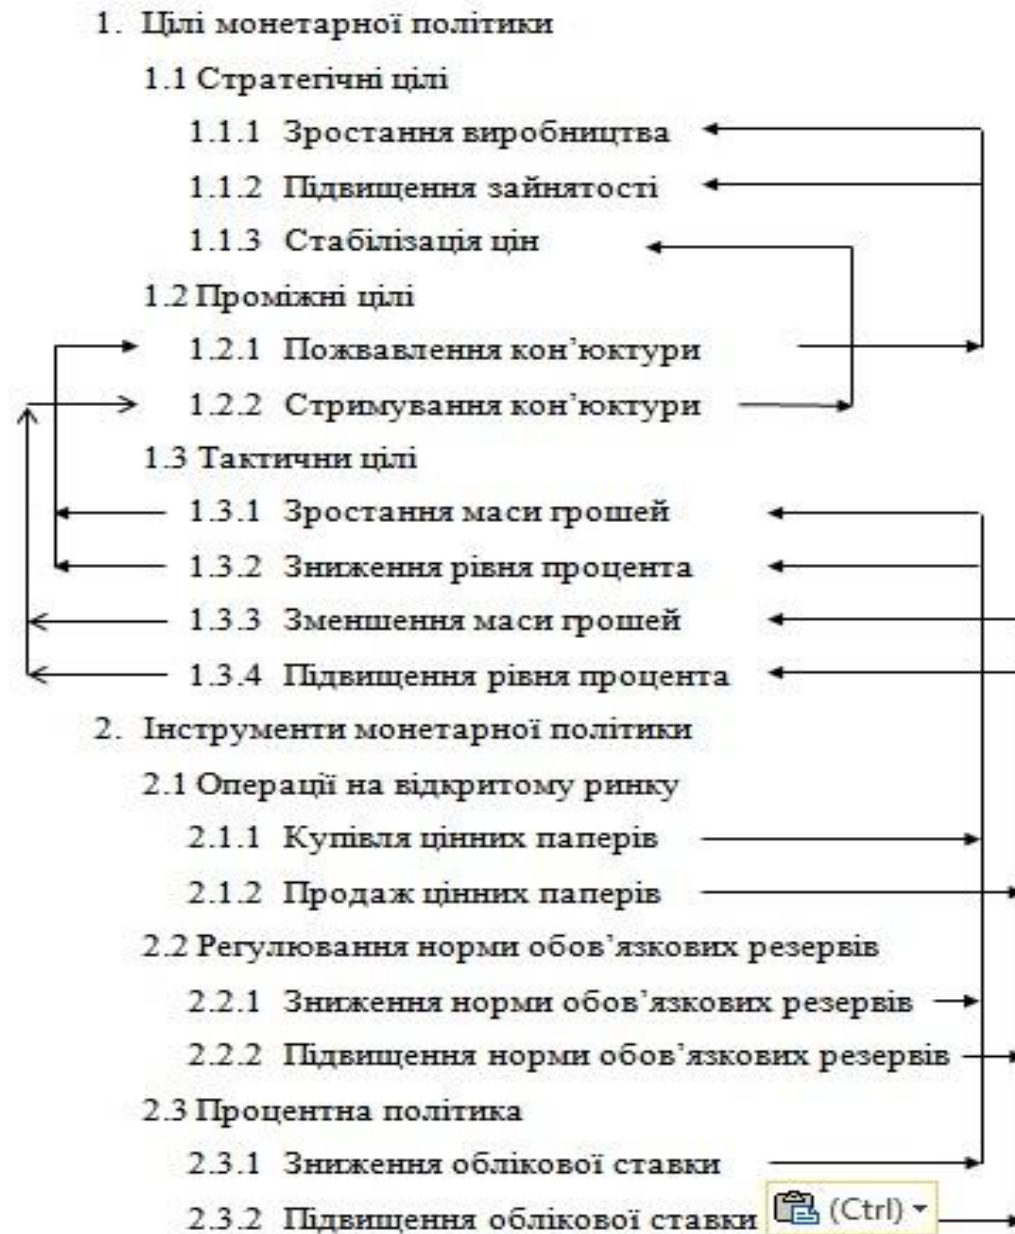 1. Цілі монетарної політики
1.1 Стратегічні цілі
1.1.1 Зростання виробництва
1.1.2 Підвищення зайнятості
1.1.3 Стабілізація цін
1.2 Проміжні цілі
1.2.1 Пожвавлення кон’юктури
1.2.2 Стримування кон’юктури
1.3 Тактични цілі
1.3.1 Зростання маси грошей
1.3.2 Зниження рівня процента
1.3.3 Зменшення маси грошей
1.3.4 Підвищення рівня процента
2. Інструменти монетарної політики
2.1 Операції на відкритому ринку
2.1.1 Купівля цінних паперів
2.1.2 Продаж цінних паперів
2.2 Регулювання норми обов’язкових резервів
2.2.1 Зниження норми обов’язкових резервів
2.2.2 Підвищення норми обов’язкових резервів
2.3 Процентна політика
2.3.1 Зниження облікової ставки
2.3.2 Підвищення облікової ставки (Ctrl)